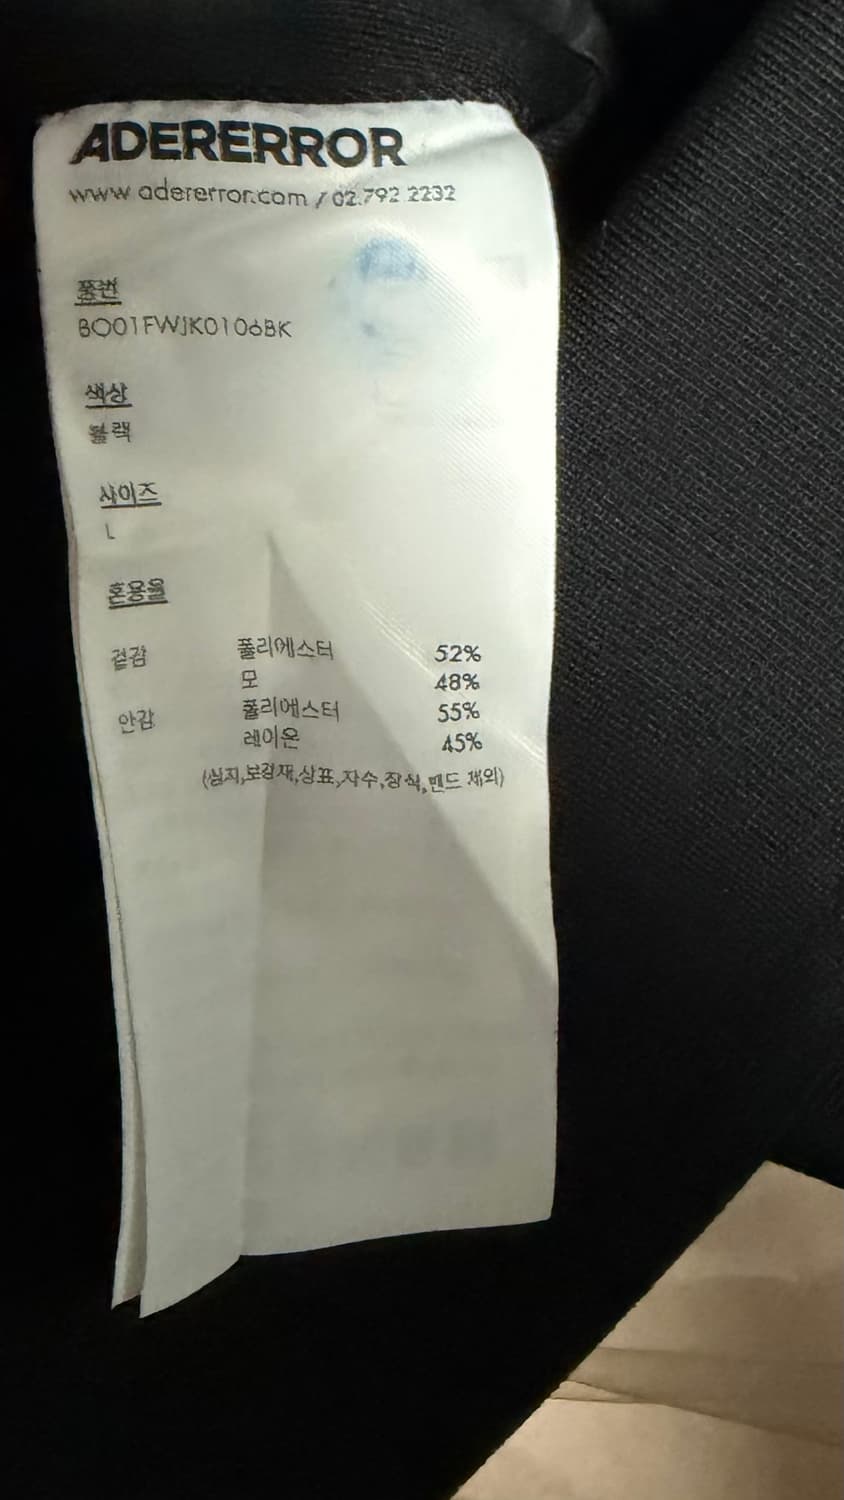 ADERERROR
www.adererror.com / 02.792.2232
품번
BO01FWJK0106BK
색상
블랙
사이즈
L
혼용율
겉감 폴리에스터 52%
모 48%
안감 폴리에스터 55%
레이온 45%
(심지,보강재,상표,자수,장식,밴드 제외)